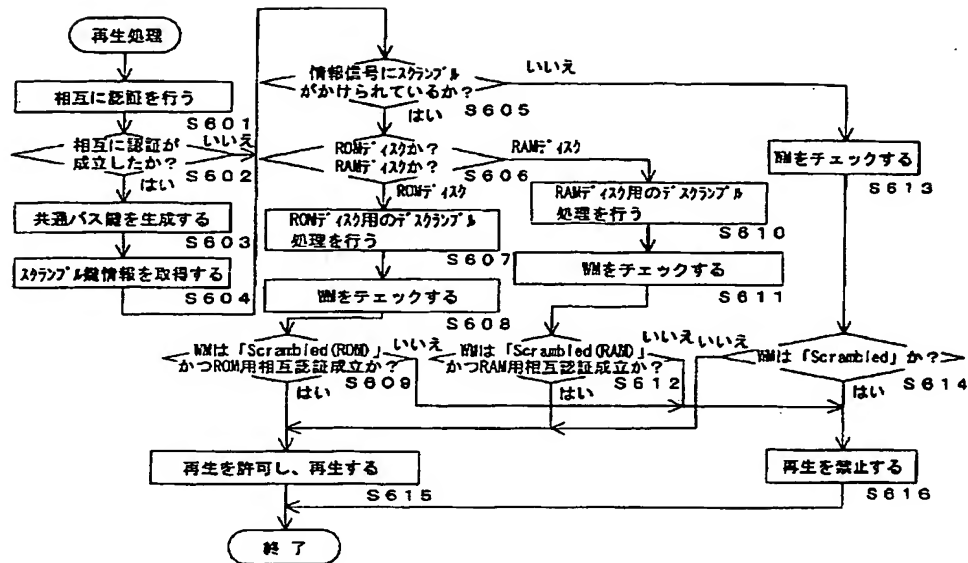 再生処理
相互に認証を行う
S601
相互に認証が
成立したか？
いいえ
はい
S602
共通バス鍵を生成する
S603
スクランブル鍵情報を取得する
S604
情報信号にスクランブル
がかけられているか？
いいえ
はい
S605
ROMディスクか？
RAMディスクか？
RAMディスク
S606
ROMディスク
ROMディスク用のデスクランブル
処理を行う
S607
WMをチェックする
S608
WMは「Scrambled(ROM)」
かつROM用相互認証成立か？
いいえ
はい
S609
RAMディスク用のデスクランブル
処理を行う
S610
WMをチェックする
S611
WMは「Scrambled(RAM)」
かつRAM用相互認証成立か？
いいえ
はい
S612
WMをチェックする
S613
WMは「Scrambled」か？
いいえ
はい
S614
再生を許可し、再生する
S615
再生を禁止する
S616
終了